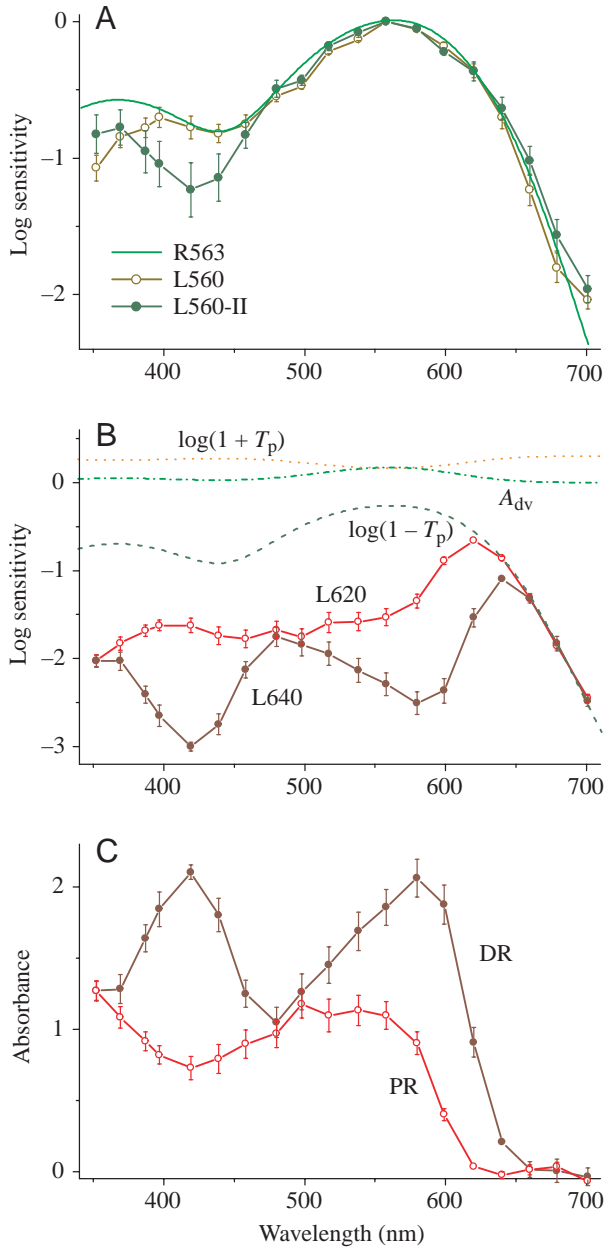 A
Log sensitivity
0
−1
−2
R563
L560
L560-II
400
500
600
700
B
Log sensitivity
0
−1
−2
−3
log(1 + Tp)
Adv
log(1 – Tp)
L620
L640
400
500
600
700
C
Absorbance
2
1
0
DR
PR
400
500
600
700
Wavelength (nm)